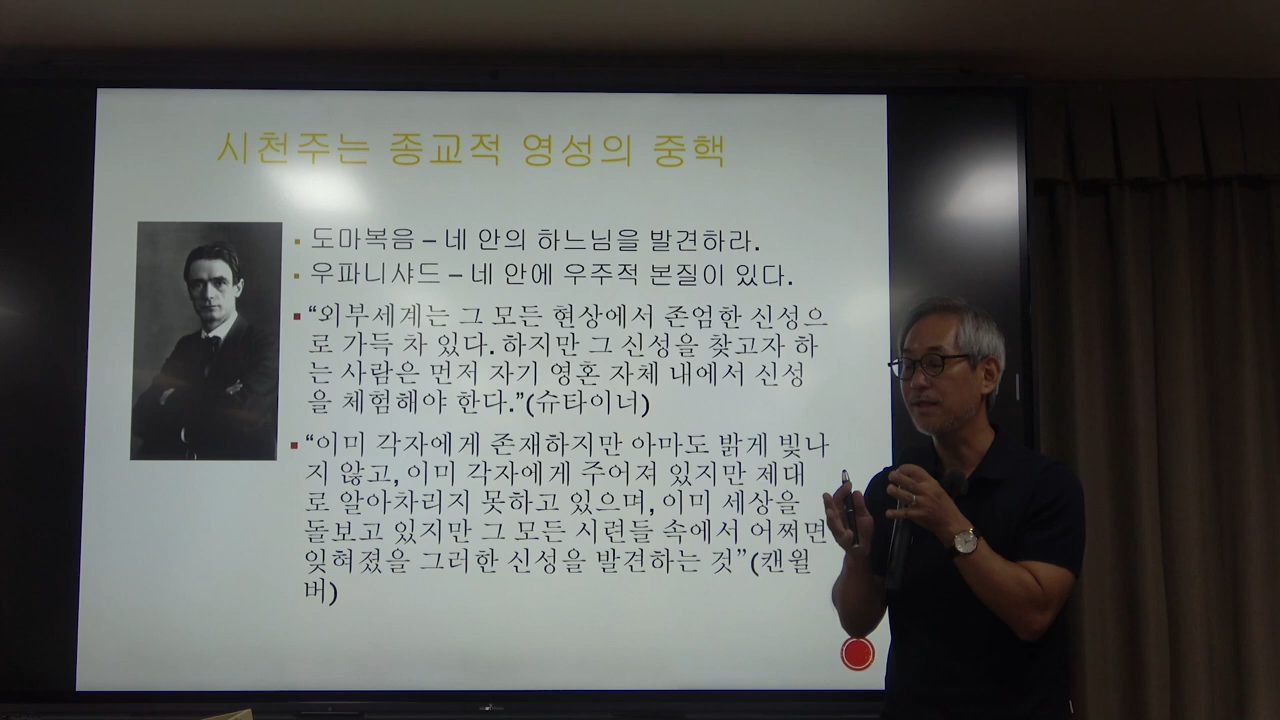 시천주는 종교적 영성의 중핵
도마복음 – 네 안의 하느님을 발견하라.
우파니샤드 – 네 안에 우주적 본질이 있다.
“외부세계는 그 모든 현상에서 존엄한 신성으
로 가득 차 있다. 하지만 그 신성을 찾고자 하
는 사람은 먼저 자기 영혼 자체 내에서 신성
을 체험해야 한다.”(슈타이너)
“이미 각자에게 존재하지만 아마도 밝게 빛나
지 않고, 이미 각자에게 주어져 있지만 제대
로 알아차리지 못하고 있으며, 이미 세상을
돌보고 있지만 그 모든 시련들 속에서 어쩌면
잊혀졌을 그러한 신성을 발견하는 것”(캔윌
버)